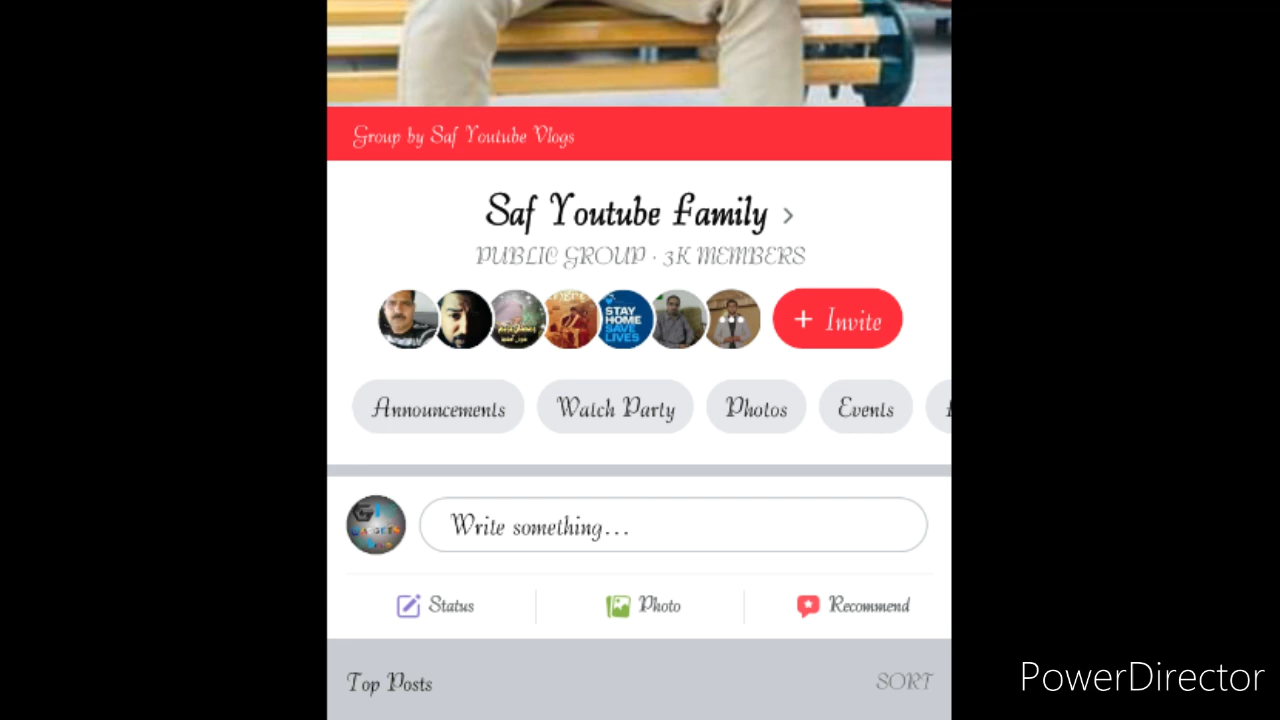 Group by Saf Youtube Vlogs
Saf Youtube Family >
PUBLIC GROUP · 3K MEMBERS
STAY
HOME
SAVE
LIVES
+ Invite
Announcements
Watch Party
Photos
Events
Write something...
Status
Photo
Recommend
Top Posts
SORT
PowerDirector